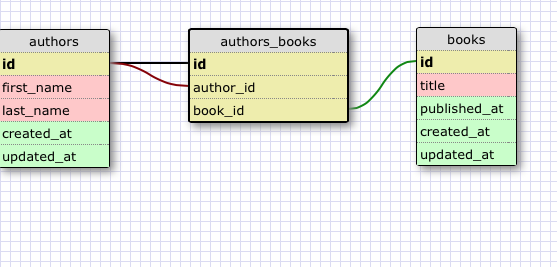 authors
id
first_name
last_name
created_at
updated_at
authors_books
id
author_id
book_id
books
id
title
published_at
created_at
updated_at